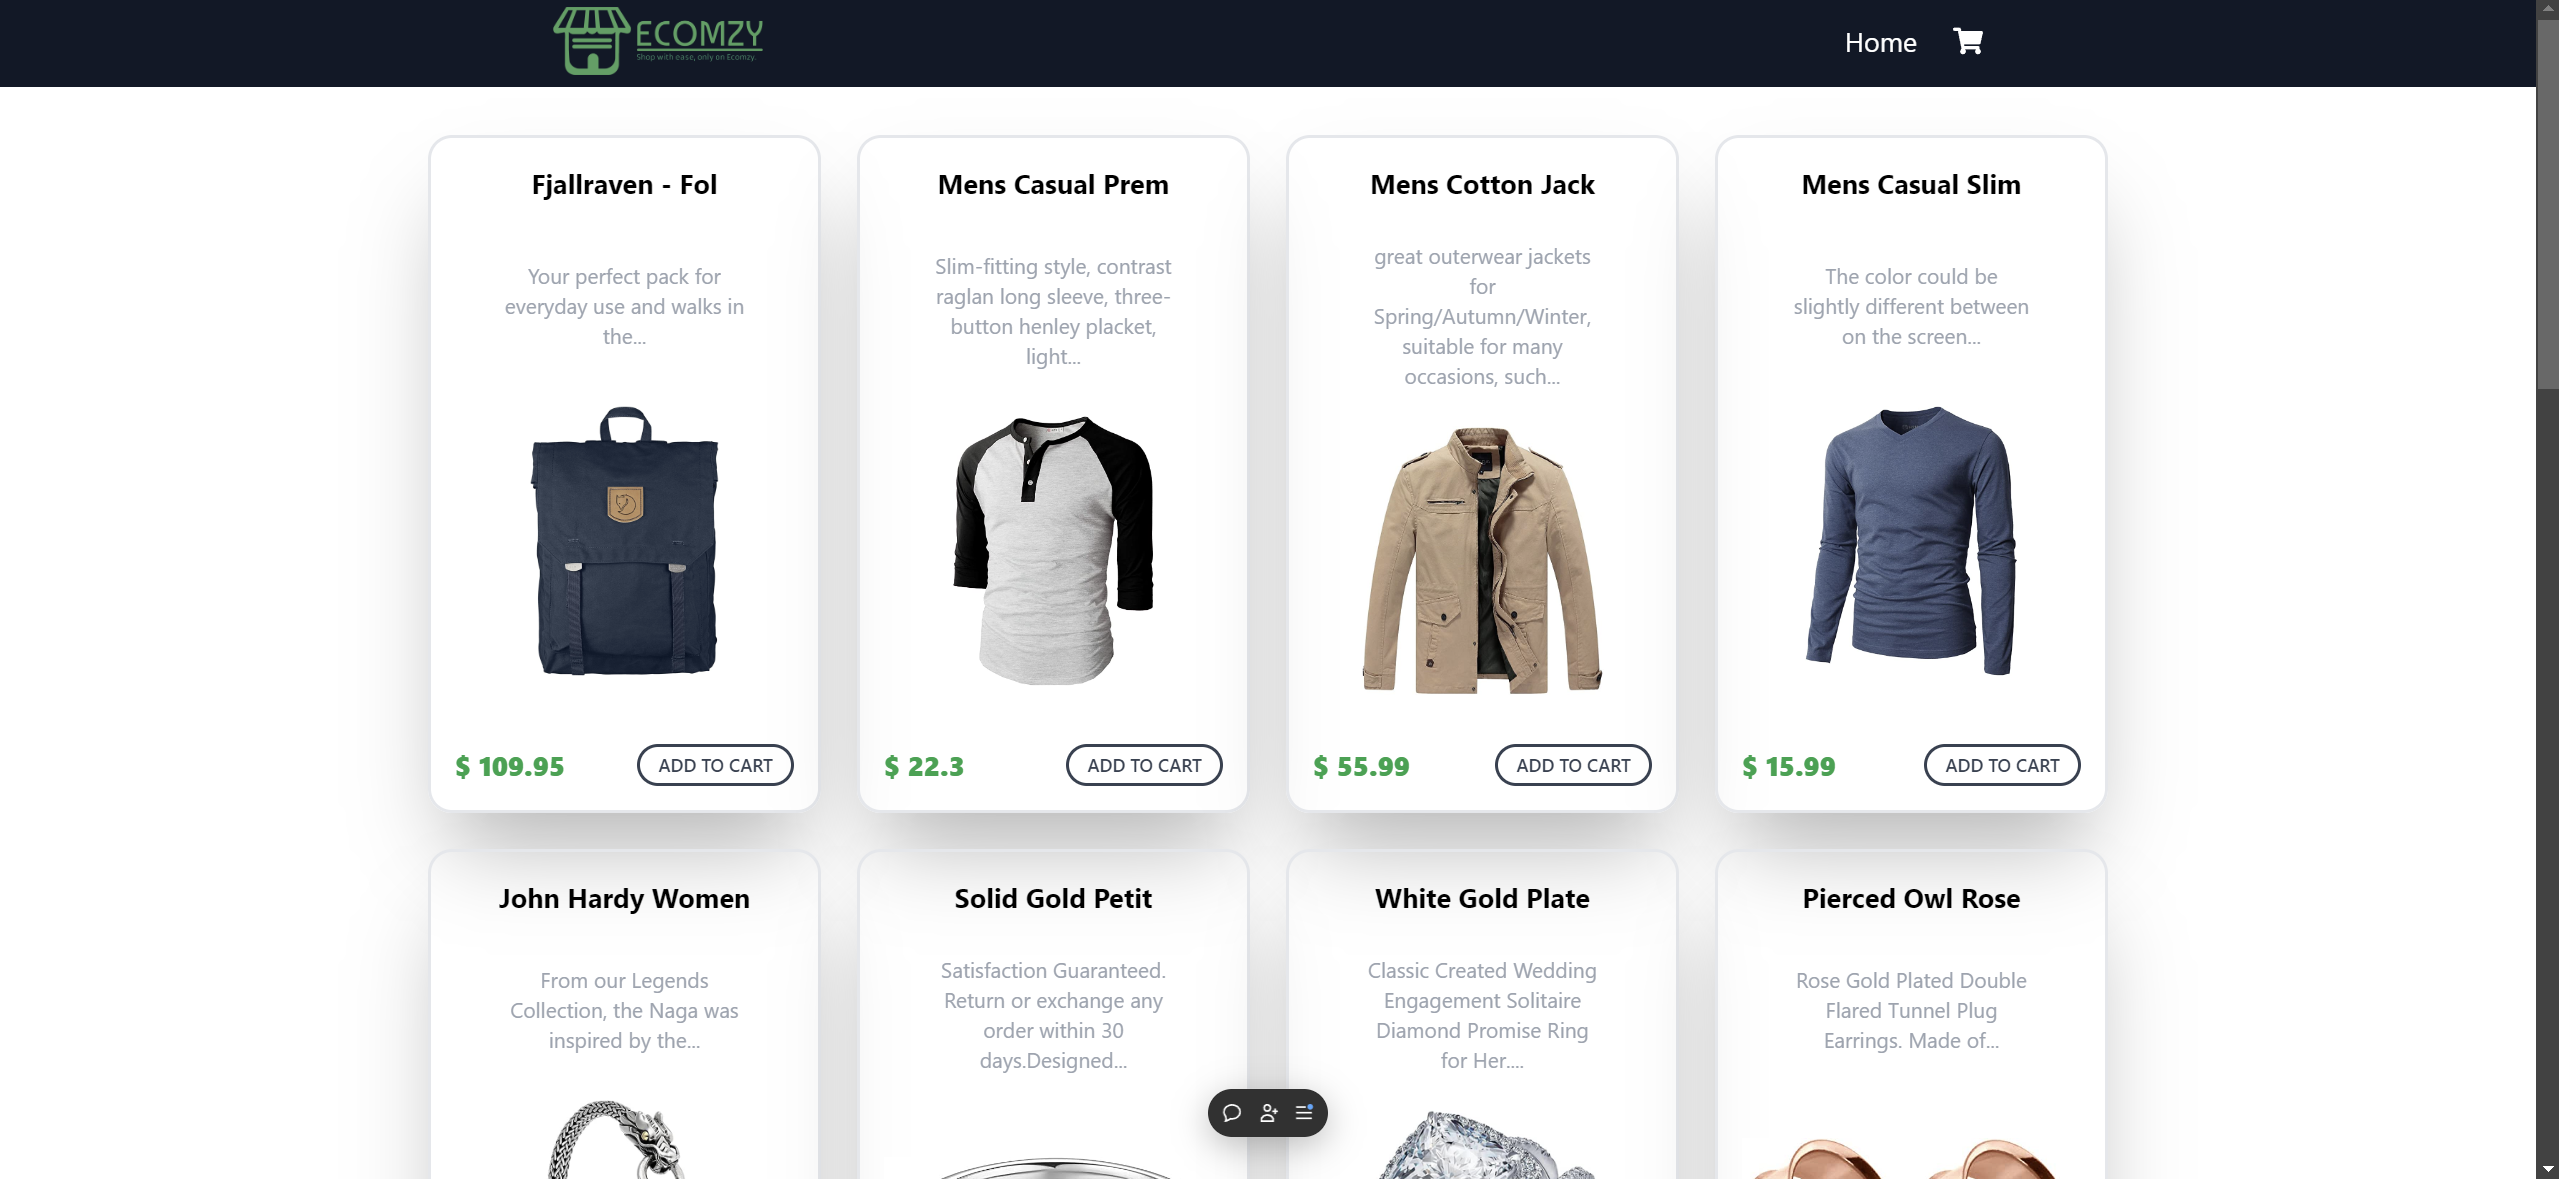 ECOMZY
Shop with ease, only on Ecomzy.
Home
Fjallraven - Fol
Your perfect pack for
everyday use and walks in
the...
$ 109.95
ADD TO CART
Mens Casual Prem
Slim-fitting style, contrast
raglan long sleeve, three-
button henley placket,
light...
$ 22.3
ADD TO CART
Mens Cotton Jack
great outerwear jackets
for
Spring/Autumn/Winter,
suitable for many
occasions, such...
$ 55.99
ADD TO CART
Mens Casual Slim
The color could be
slightly different between
on the screen...
$ 15.99
ADD TO CART
John Hardy Women
From our Legends
Collection, the Naga was
inspired by the...
Solid Gold Petit
Satisfaction Guaranteed.
Return or exchange any
order within 30
days.Designed...
White Gold Plate
Classic Created Wedding
Engagement Solitaire
Diamond Promise Ring
for Her....
Pierced Owl Rose
Rose Gold Plated Double
Flared Tunnel Plug
Earrings. Made of...